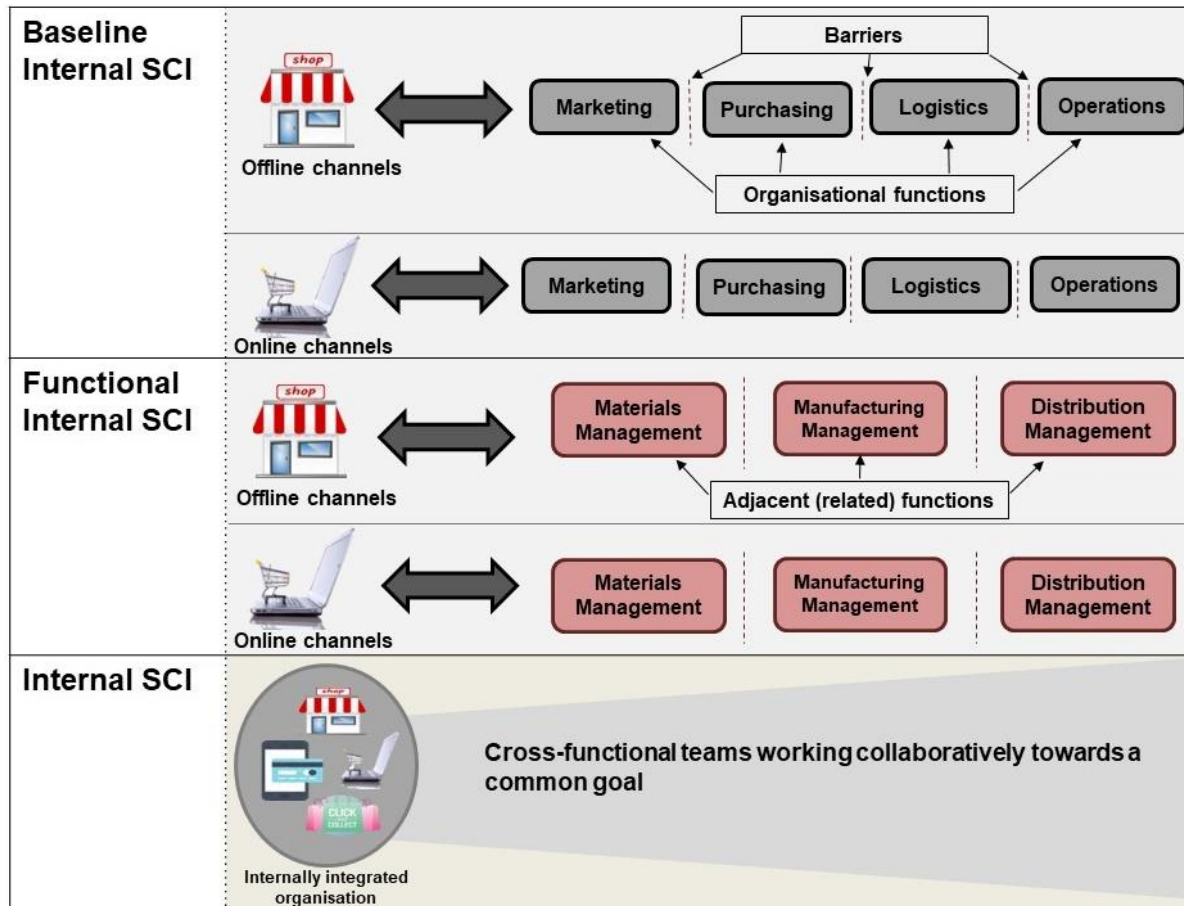 Baseline
Internal SCI
shop
Offline channels
Barriers
Marketing
Purchasing
Logistics
Operations
Organisational functions
Online channels
Marketing
Purchasing
Logistics
Operations
Functional
Internal SCI
shop
Offline channels
Materials
Management
Manufacturing
Management
Distribution
Management
Adjacent (related) functions
Online channels
Materials
Management
Manufacturing
Management
Distribution
Management
Internal SCI
shop
CLICK
COLLECT
Internally integrated
organisation
Cross-functional teams working collaboratively towards a
common goal